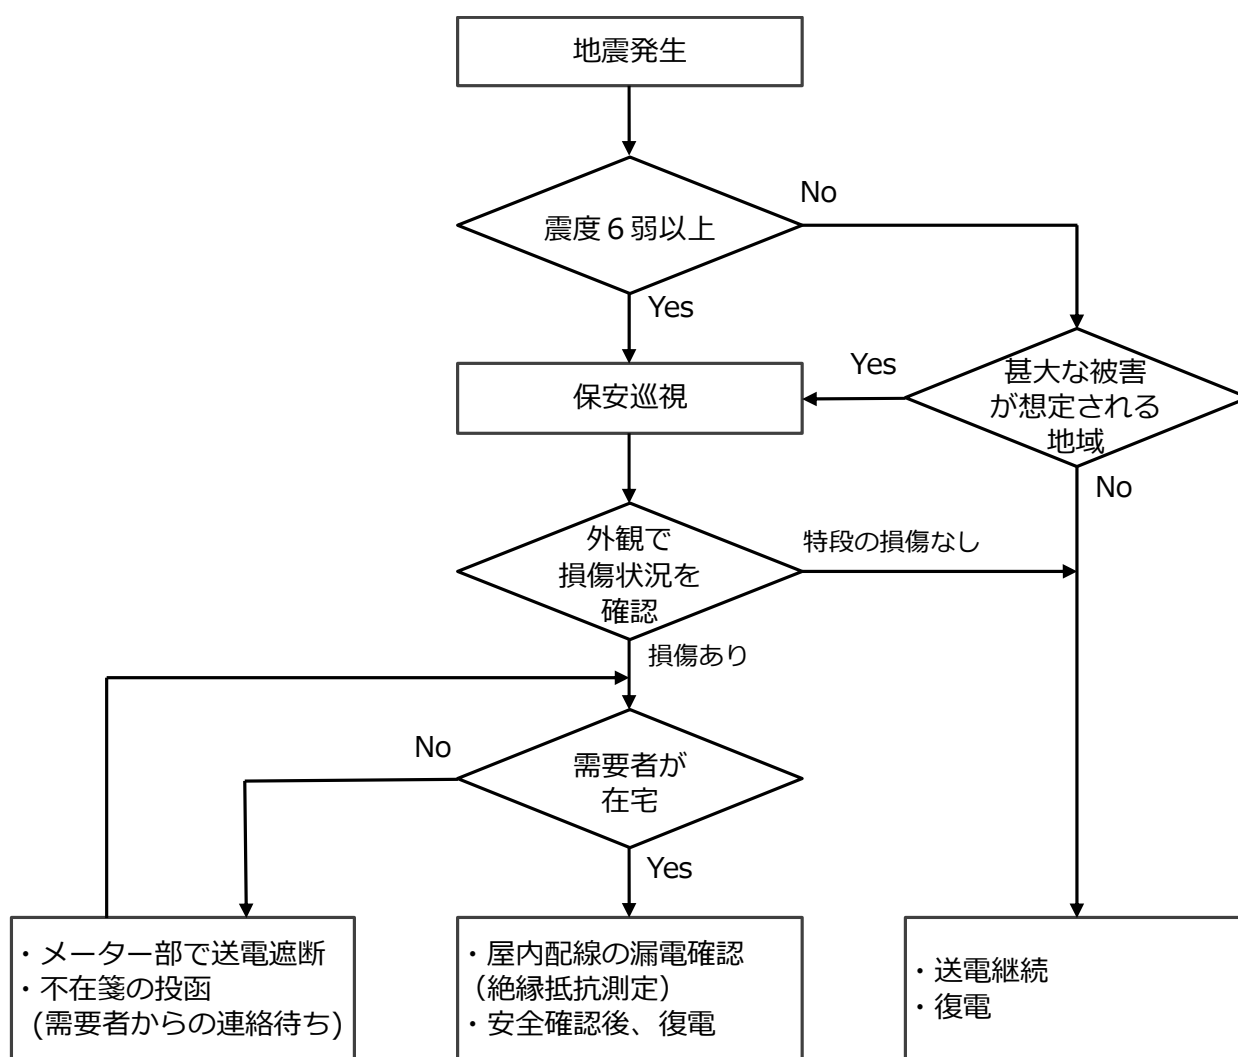 地震発生
No
震度６弱以上
Yes
Yes
甚大な被害
が想定される
地域
保安巡視
No
外観で
損傷状況を
確認
特段の損傷なし
損傷あり
No
需要者が
在宅
Yes
・メーター部で送電遮断
・不在箋の投函
(需要者からの連絡待ち)
・屋内配線の漏電確認
（絶縁抵抗測定）
・安全確認後、復電
・送電継続
・復電